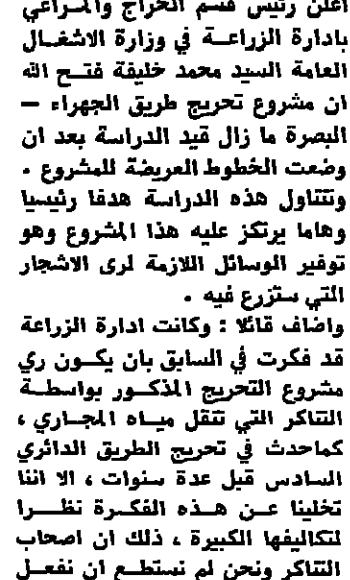 اعلن رئيس قسم الحراج والمراعي
بادارة الزراعة في وزارة الاشغال
العامة السيد محمد خليفة فتح الله
ان مشروع تحريج طريق الجهراء —
البصرة ما زال قيد الدراسة بعد ان
وضعت الخطوط العريضة للمشروع .
وتتناول هذه الدراسة هدفا رئيسيا
وهاما يرتكز عليه هذا المشروع وهو
توفير الوسائل اللازمة لرى الاشجار
التي ستزرع فيه .
واضاف قائلا : وكانت ادارة الزراعة
قد فكرت في السابق بان يكون ري
مشروع التحريج المذكور بواسطة
التناكر التي تنقل مياه المجاري ،
كماحدث في تحريج الطريق الدائري
السادس قبل عدة سنوات ، الا اننا
تخلينا عن هذه الفكرة نظرا
لتكاليفها الكبيرة ، ذلك ان اصحاب
التناكر ونحن لم نستطع ان نفعل